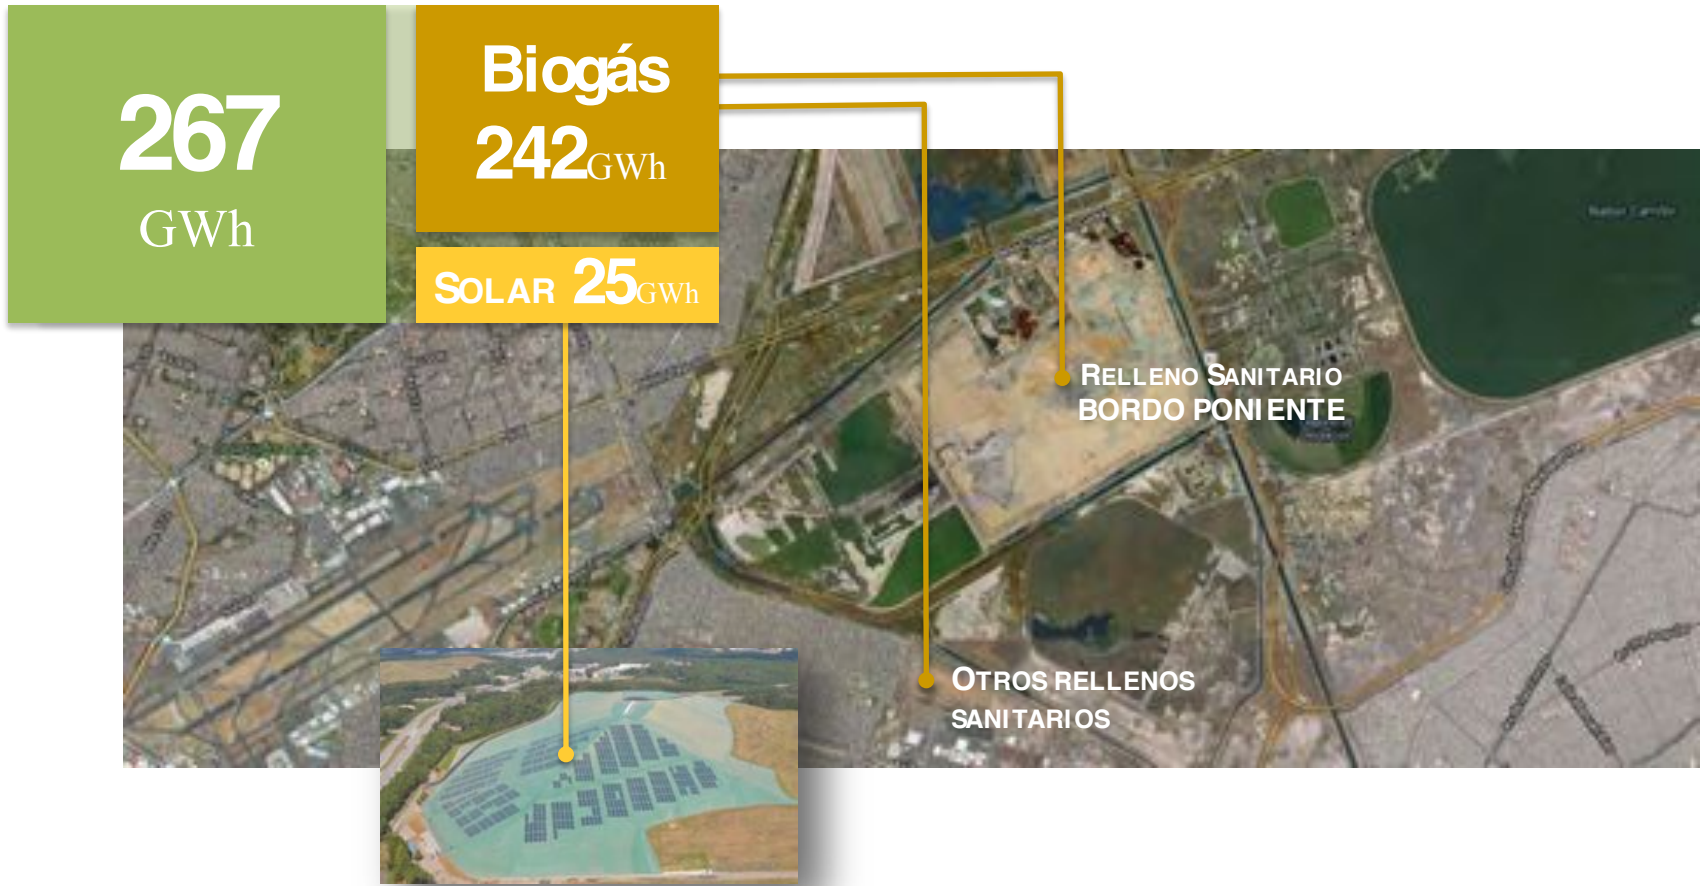 267
GWh
Biogás
242GWh
SOLAR 25GWh
RELLENO SANITARIO
BORDO PONIENTE
OTROS RELLENOS
SANITARIOS